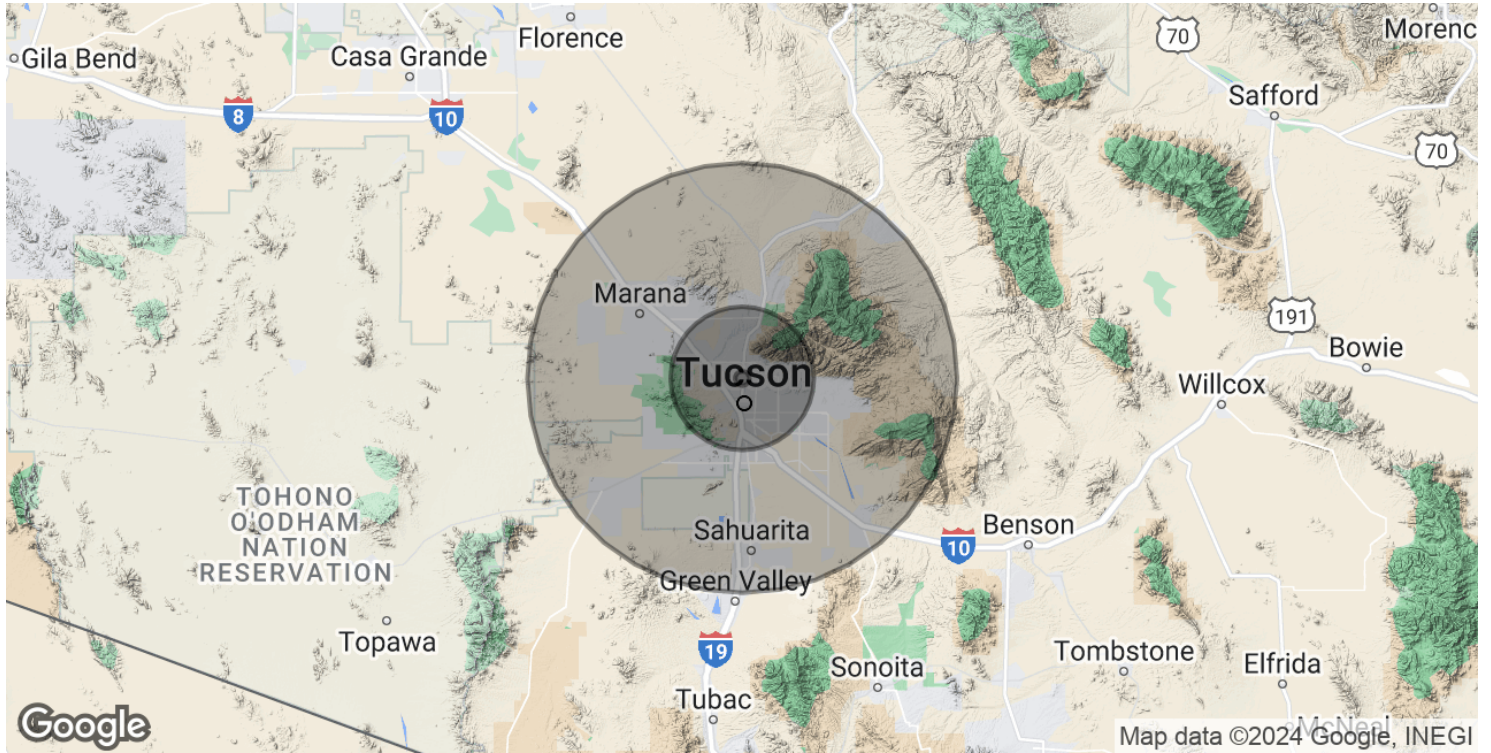 Florence
70
Morenc
Gila Bend
Casa Grande
Safford
8
10
70
Marana
191
Bowie
Tucson
Willcox
TOHONO
O'ODHAM
NATION
RESERVATION
Sahuarita
Benson
10
Green Valley
Topawa
19
Sonoita
Tombstone
Elfrida
Tubac
McNeal
Google
Map data ©2024 Google, INEGI